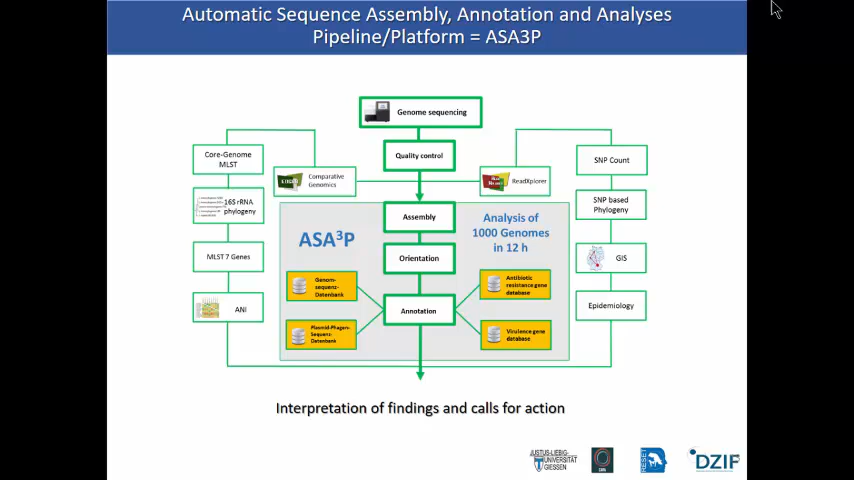 Automatic Sequence Assembly, Annotation and Analyses
Pipeline/Platform = ASA3P
Genome sequencing
Quality control
Core-Genome
MLST
Comparative
Genomics
ReadXplorer
SNP Count
16S rRNA
phylogeny
SNP based
Phylogeny
Assembly
ASA³P
Analysis of
1000 Genomes
in 12 h
MLST 7 Genes
Orientation
GIS
Genom-
sequenz-
Datenbank
Antibiotic
resistance gene
database
ANI
Annotation
Epidemiology
Plasmid-Phagen-
Sequenz-
Datenbank
Virulence gene
database
Interpretation of findings and calls for action
JUSTUS-LIEBIG-
UNIVERSITÄT
GIESSEN
RESET
DZIF